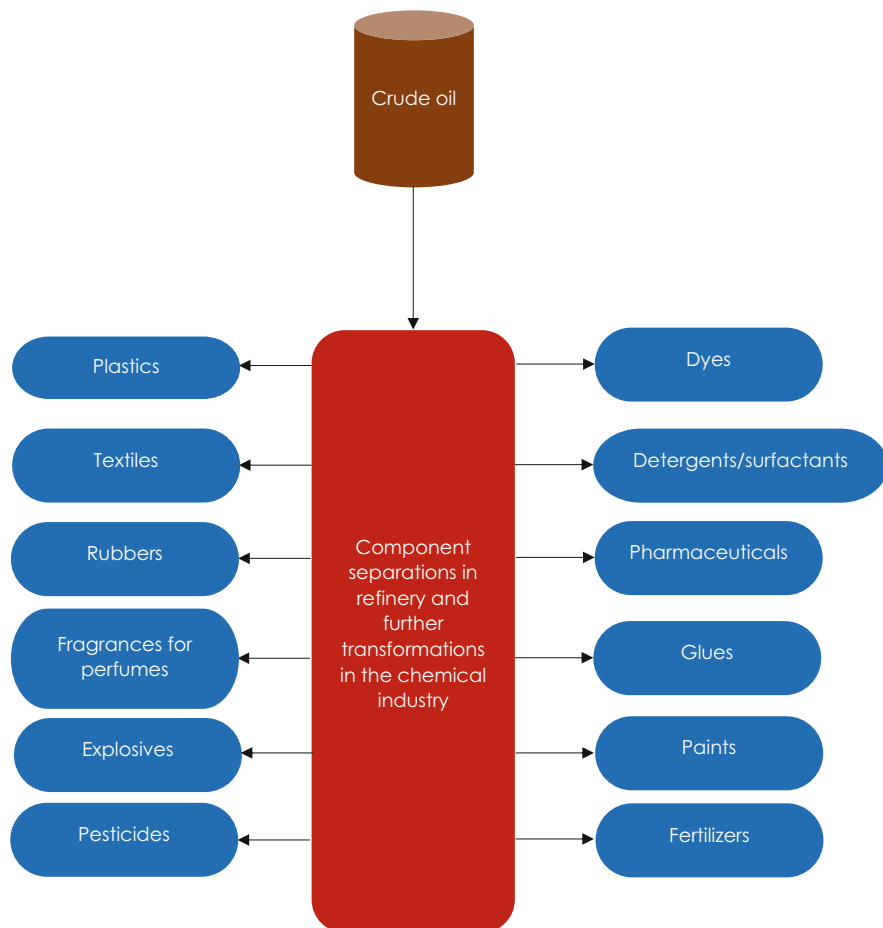 Crude oil
Plastics
Dyes
Textiles
Detergents/surfactants
Rubbers
Pharmaceuticals
Component
separations in
refinery and
further
transformations
in the chemical
industry
Fragrances for
perfumes
Glues
Explosives
Paints
Pesticides
Fertilizers